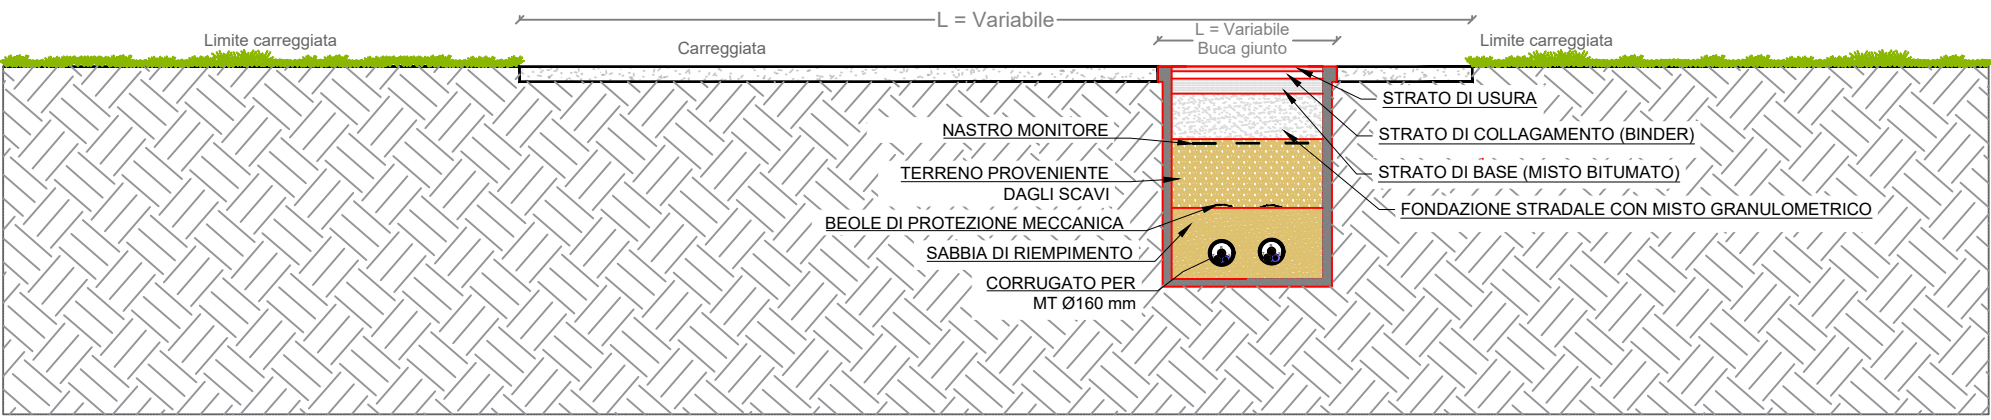 L = Variabile
L = Variabile
Buca giunto
Limite carreggiata
Carreggiata
Limite carreggiata
STRATO DI USURA
NASTRO MONITORE
STRATO DI COLLAGAMENTO (BINDER)
TERRENO PROVENIENTE
DAGLI SCAVI
STRATO DI BASE (MISTO BITUMATO)
FONDAZIONE STRADALE CON MISTO GRANULOMETRICO
BEOLE DI PROTEZIONE MECCANICA
SABBIA DI RIEMPIMENTO
CORRUGATO PER
MT Ø160 mm